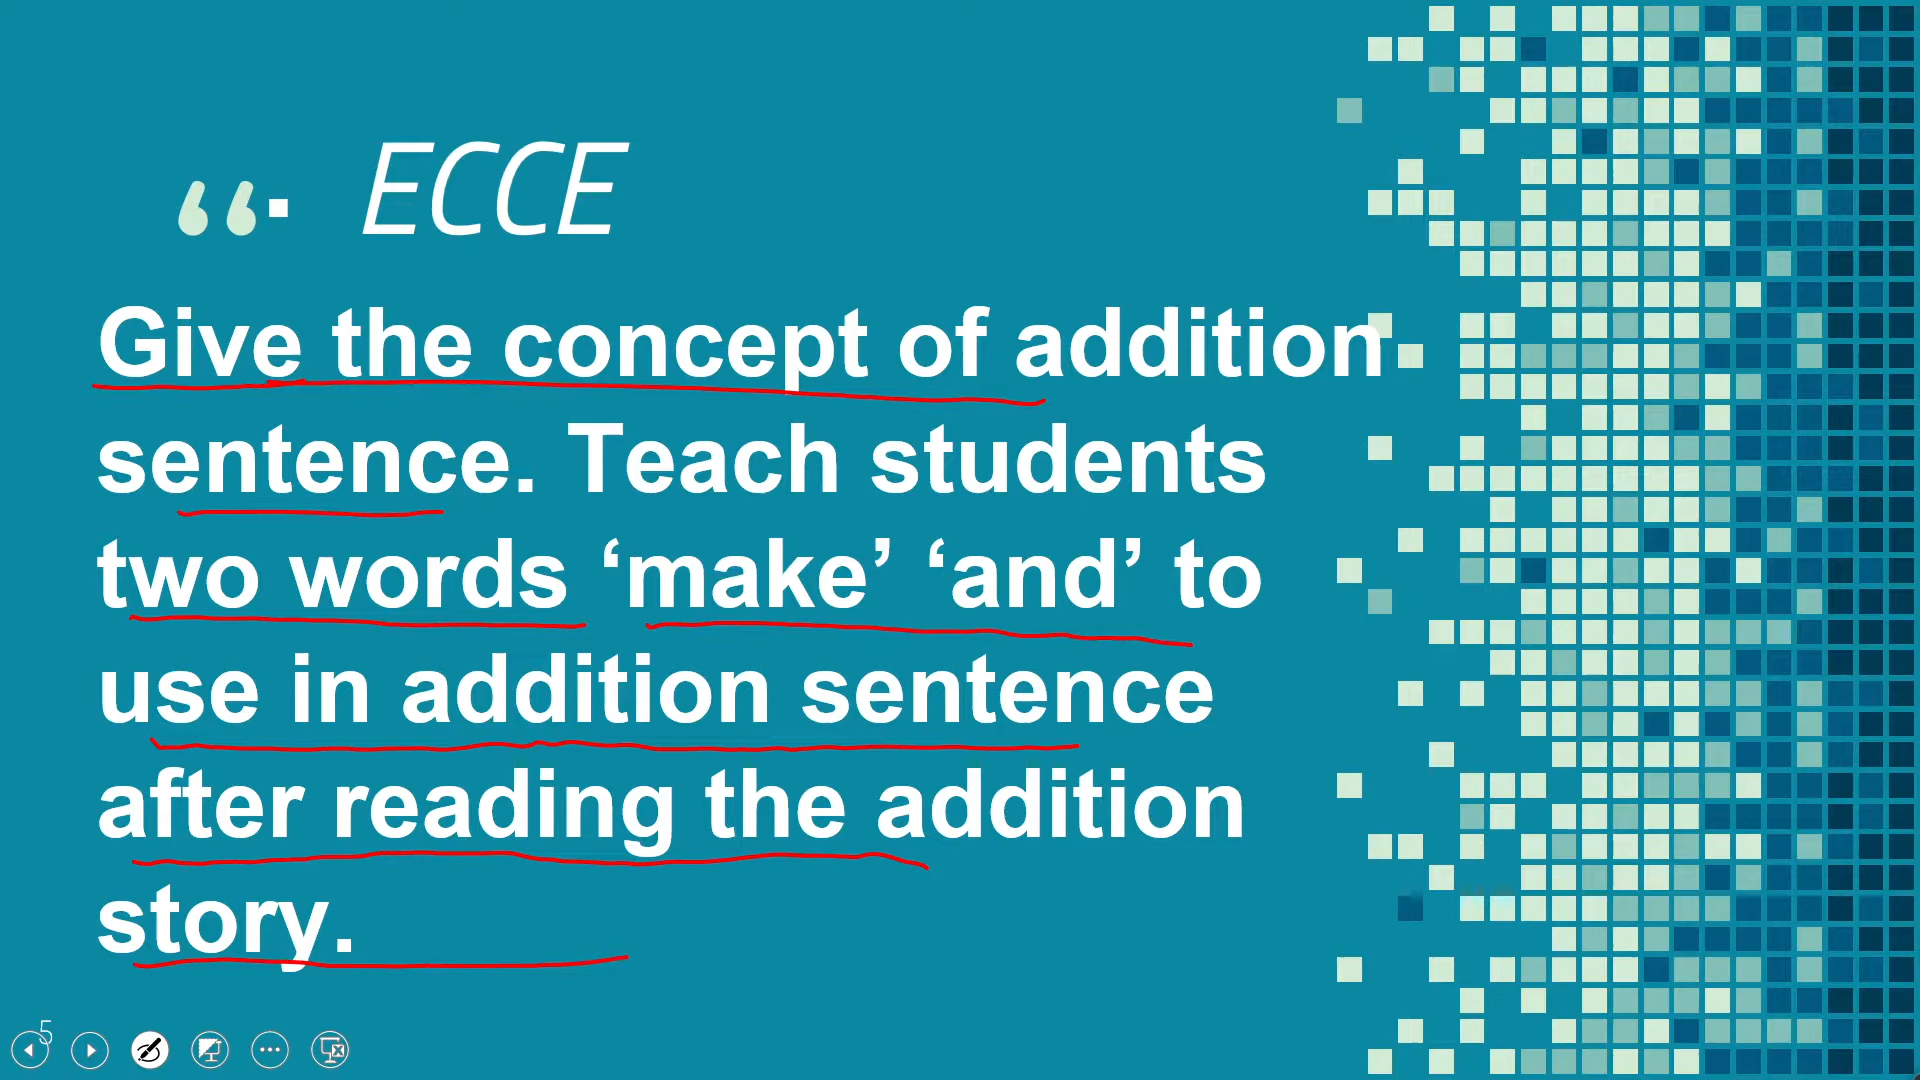 “ ▪ ECCE
Give the concept of addition
sentence. Teach students
two words ‘make’ ‘and’ to
use in addition sentence
after reading the addition
story.
5